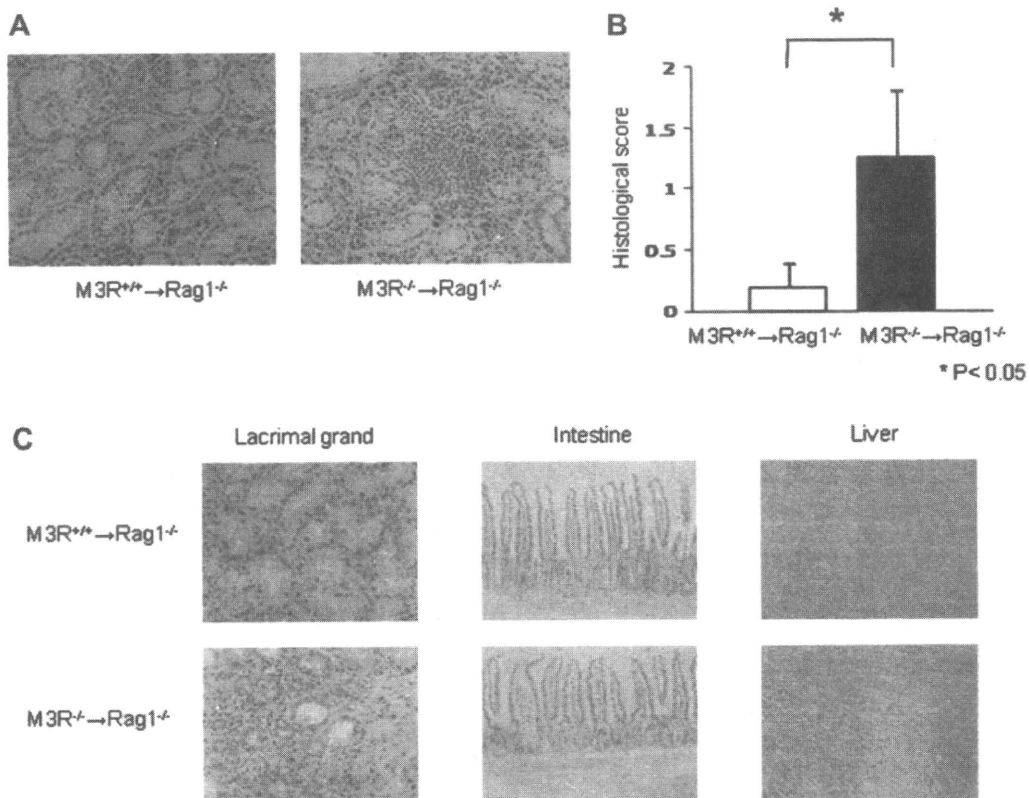 A
M3R+/+→Rag1-/-
M3R-/-→Rag1-/-
B
*
Histological score
2
1.5
1
0.5
0
M3R+/+→Rag1-/-
M3R-/-→Rag1-/-
* P< 0.05
C
Lacrimal grand
Intestine
Liver
M3R+/+→Rag1-/-
M3R-/-→Rag1-/-